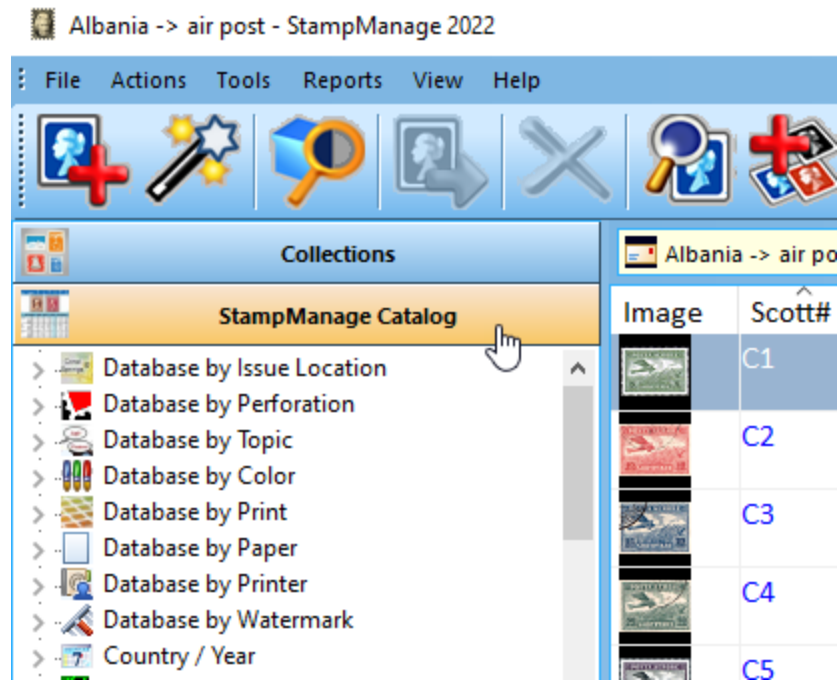 Albania -> air post - StampManage 2022
File Actions Tools Reports View Help
Collections
StampManage Catalog
Database by Issue Location
Database by Perforation
Database by Topic
Database by Color
Database by Print
Database by Paper
Database by Printer
Database by Watermark
Country / Year
Albania -> air po
Image Scott#
C1
C2
C3
C4
C5